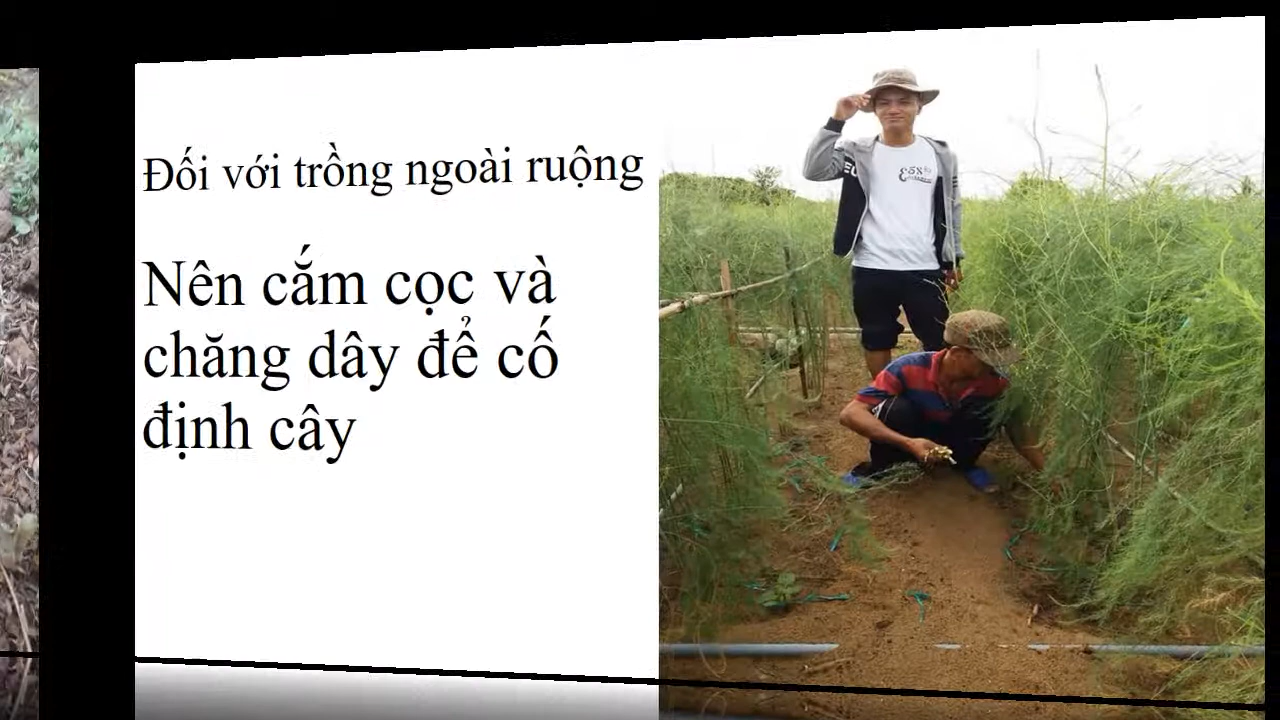 Đối với trồng ngoài ruộng
Nên cắm cọc và
chăng dây để cố
định cây